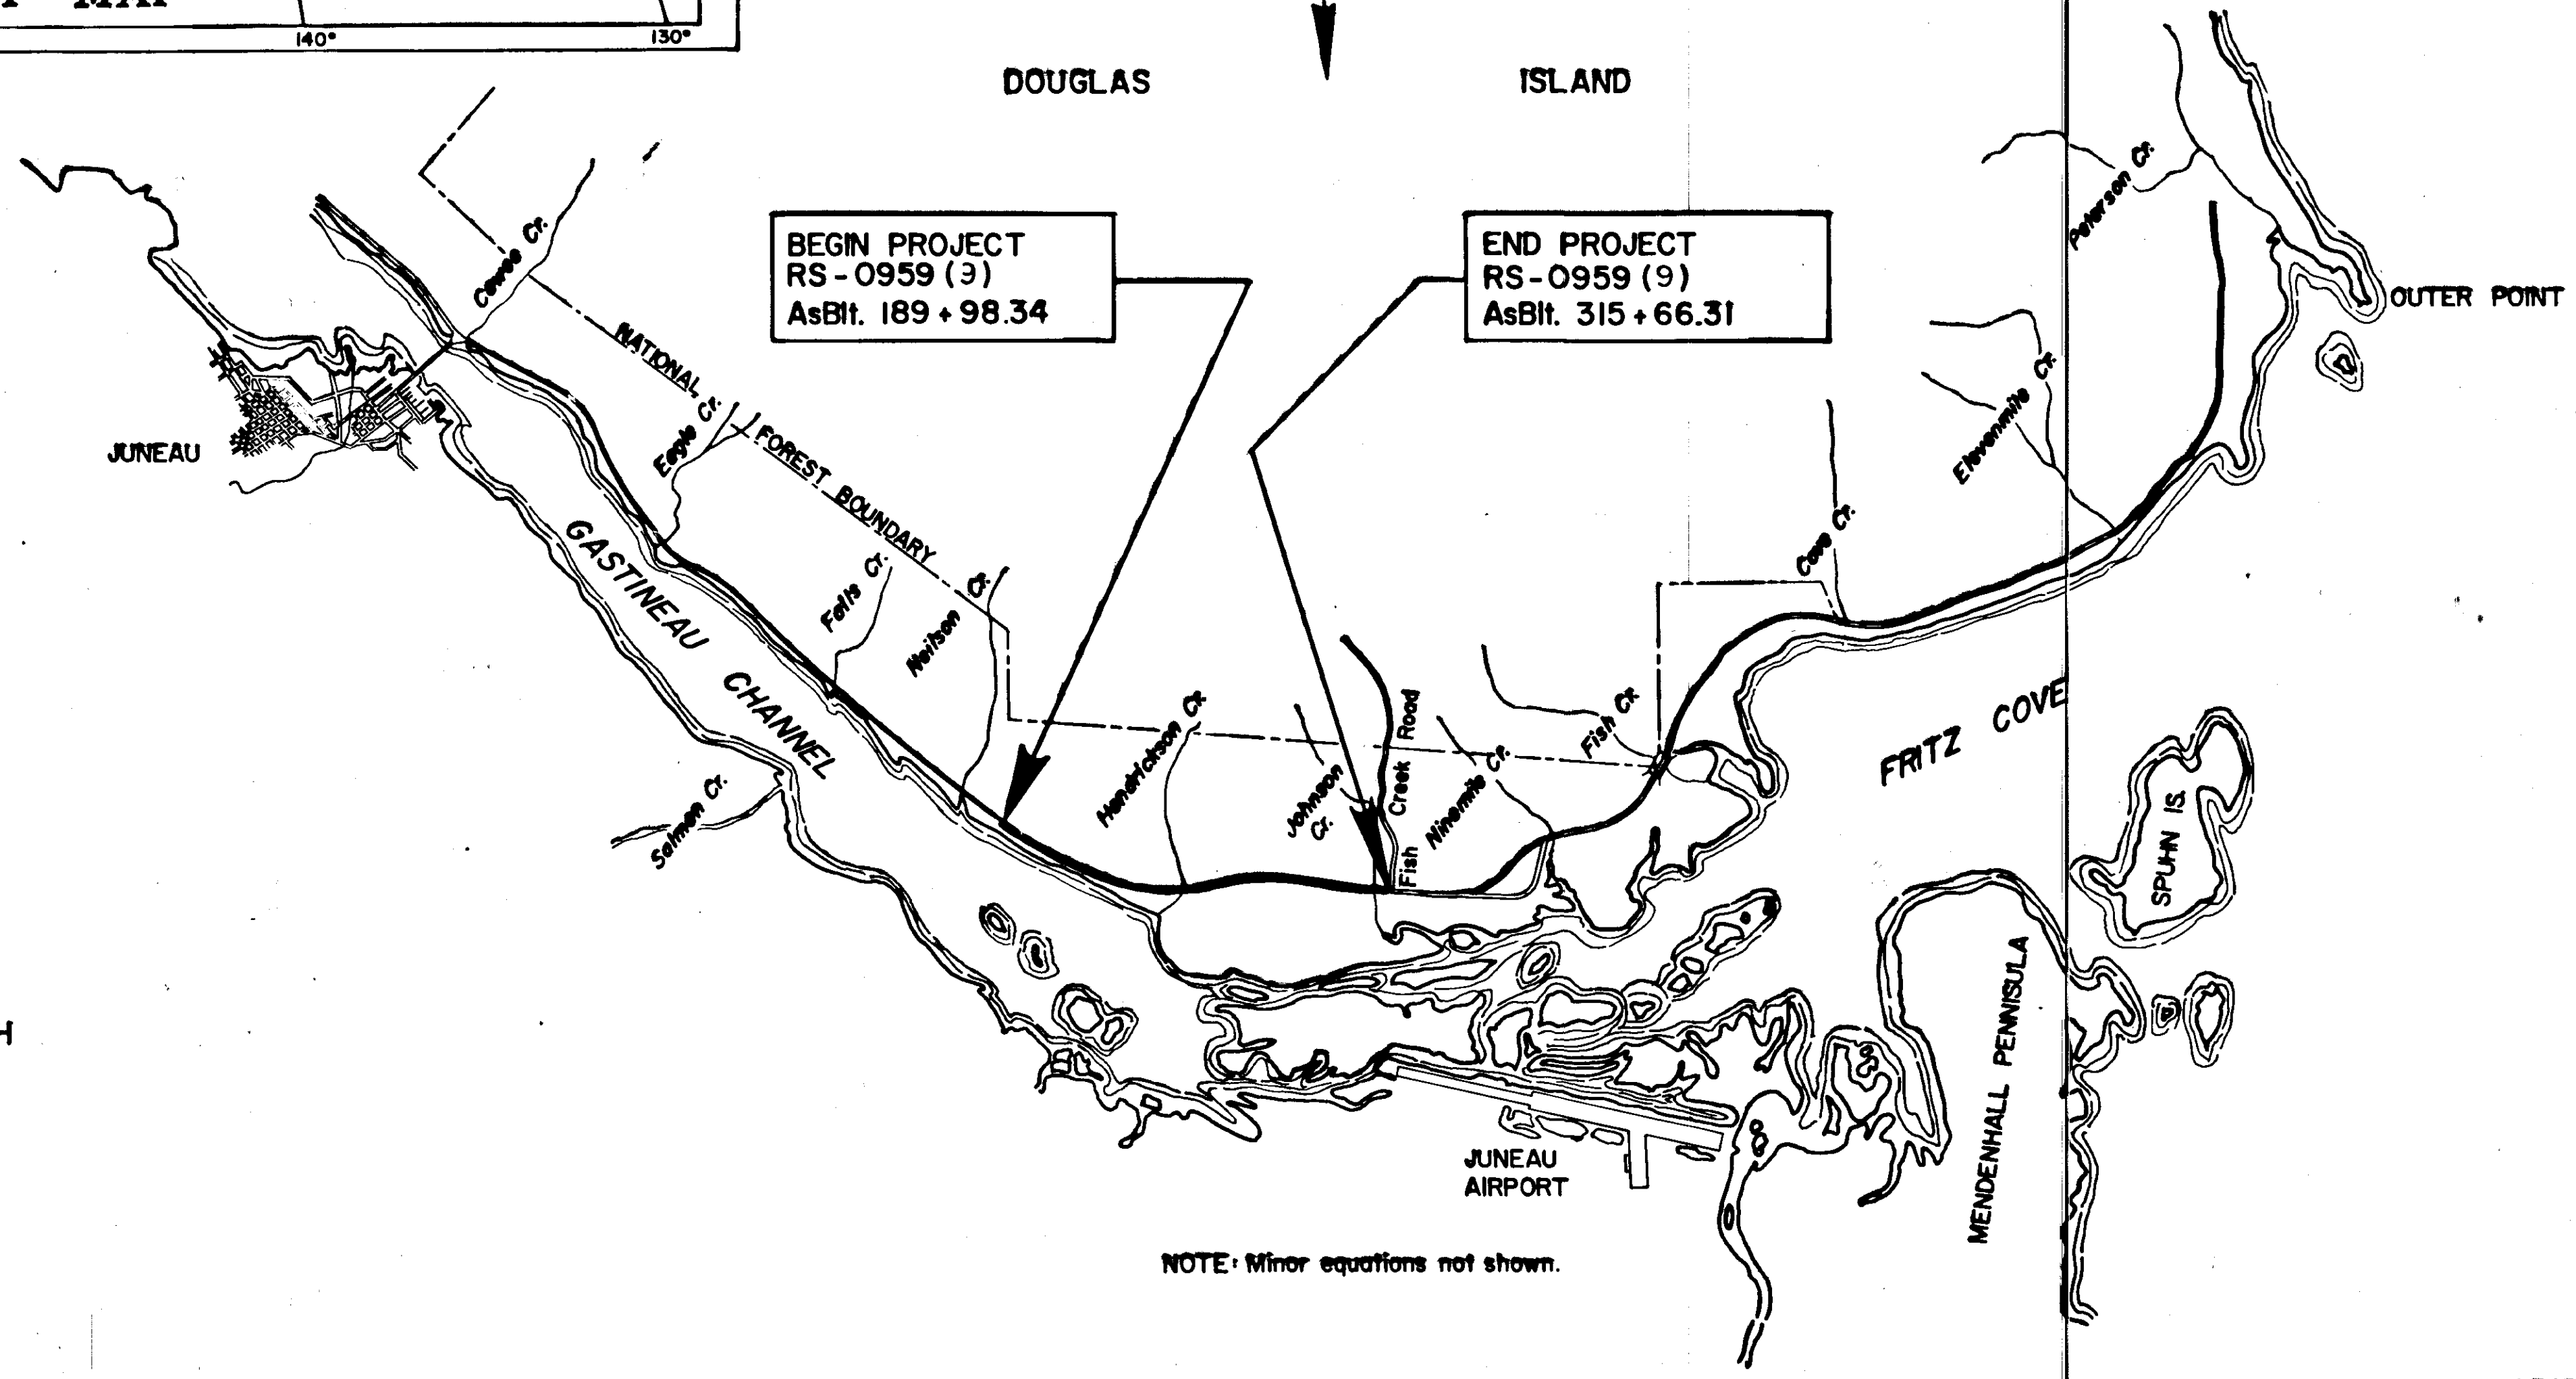 MAP
140°
130°
DOUGLAS ISLAND
BEGIN PROJECT
RS-0959 (9)
AsBlt. 189 + 98.34
END PROJECT
RS-0959 (9)
AsBlt. 315 + 66.31
Peterson Cr.
OUTER POINT
Cowee Cr.
NATIONAL FOREST BOUNDARY
Eagle Cr.
JUNEAU
Elevenmile Cr.
GASTINEAU CHANNEL
Falls Cr.
Neilson Cr.
Cove Cr.
Hendrickson Cr.
Johnson
Cr.
Fish Creek Road
Ninemile Cr.
Fish Cr.
FRITZ COVE
Salmon Cr.
SPUHN IS.
MENDENHALL PENNISULA
H
JUNEAU
AIRPORT
NOTE: Minor equations not shown.